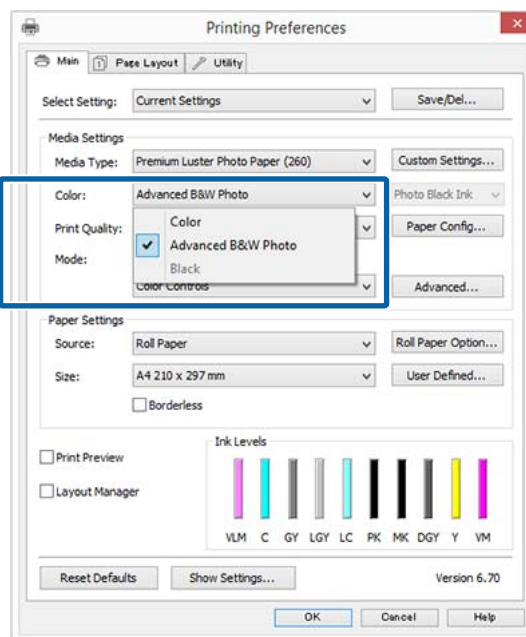 Printing Preferences
Main Page Layout Utility
Select Setting: Current Settings Save/Del...
Media Settings
Media Type: Premium Luster Photo Paper (260) Custom Settings...
Color: Advanced B&W Photo Photo Black Ink
Print Quality: Color Paper Config...
Advanced B&W Photo
Mode: Black
Color Controls Advanced...
Paper Settings
Source: Roll Paper Roll Paper Option...
Size: A4 210 x 297 mm User Defined...
Borderless
Ink Levels
Print Preview
Layout Manager
VLM C GY LGY LC PK MK DGY Y VM
Reset Defaults Show Settings... Version 6.70
OK Cancel Help